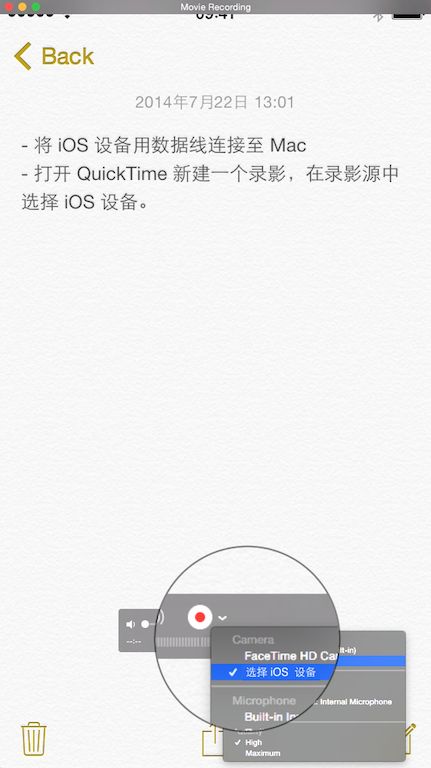 Movie Recording
09:41
Back
2014年7月22日 13:01
- 将 iOS 设备用数据线连接至 Mac
- 打开 QuickTime 新建一个录影，在录影源中
选择 iOS 设备。
--:--
Camera
FaceTime HD Ca
lt-in)
✓ 选择 iOS 设备
Microphone
: Internal Microphone
Built-in In
✓ High
Maximum